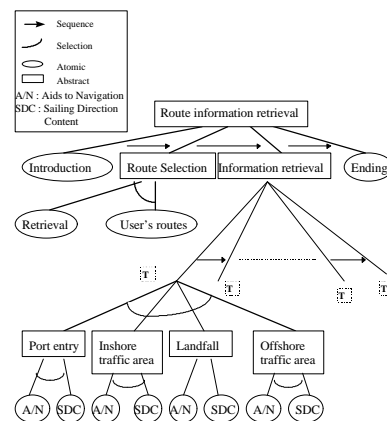 Sequence
Selection
Atomic
Abstract
A/N : Aids to Navigation
SDC : Sailing Direction
Content
Route information retrieval
Introduction
Route Selection
Information retrieval
Ending
Retrieval
User's routes
T
T
T
T
Port entry
Inshore
traffic area
Landfall
Offshore
traffic area
A/N
SDC
A/N
SDC
A/N
SDC
A/N
SDC